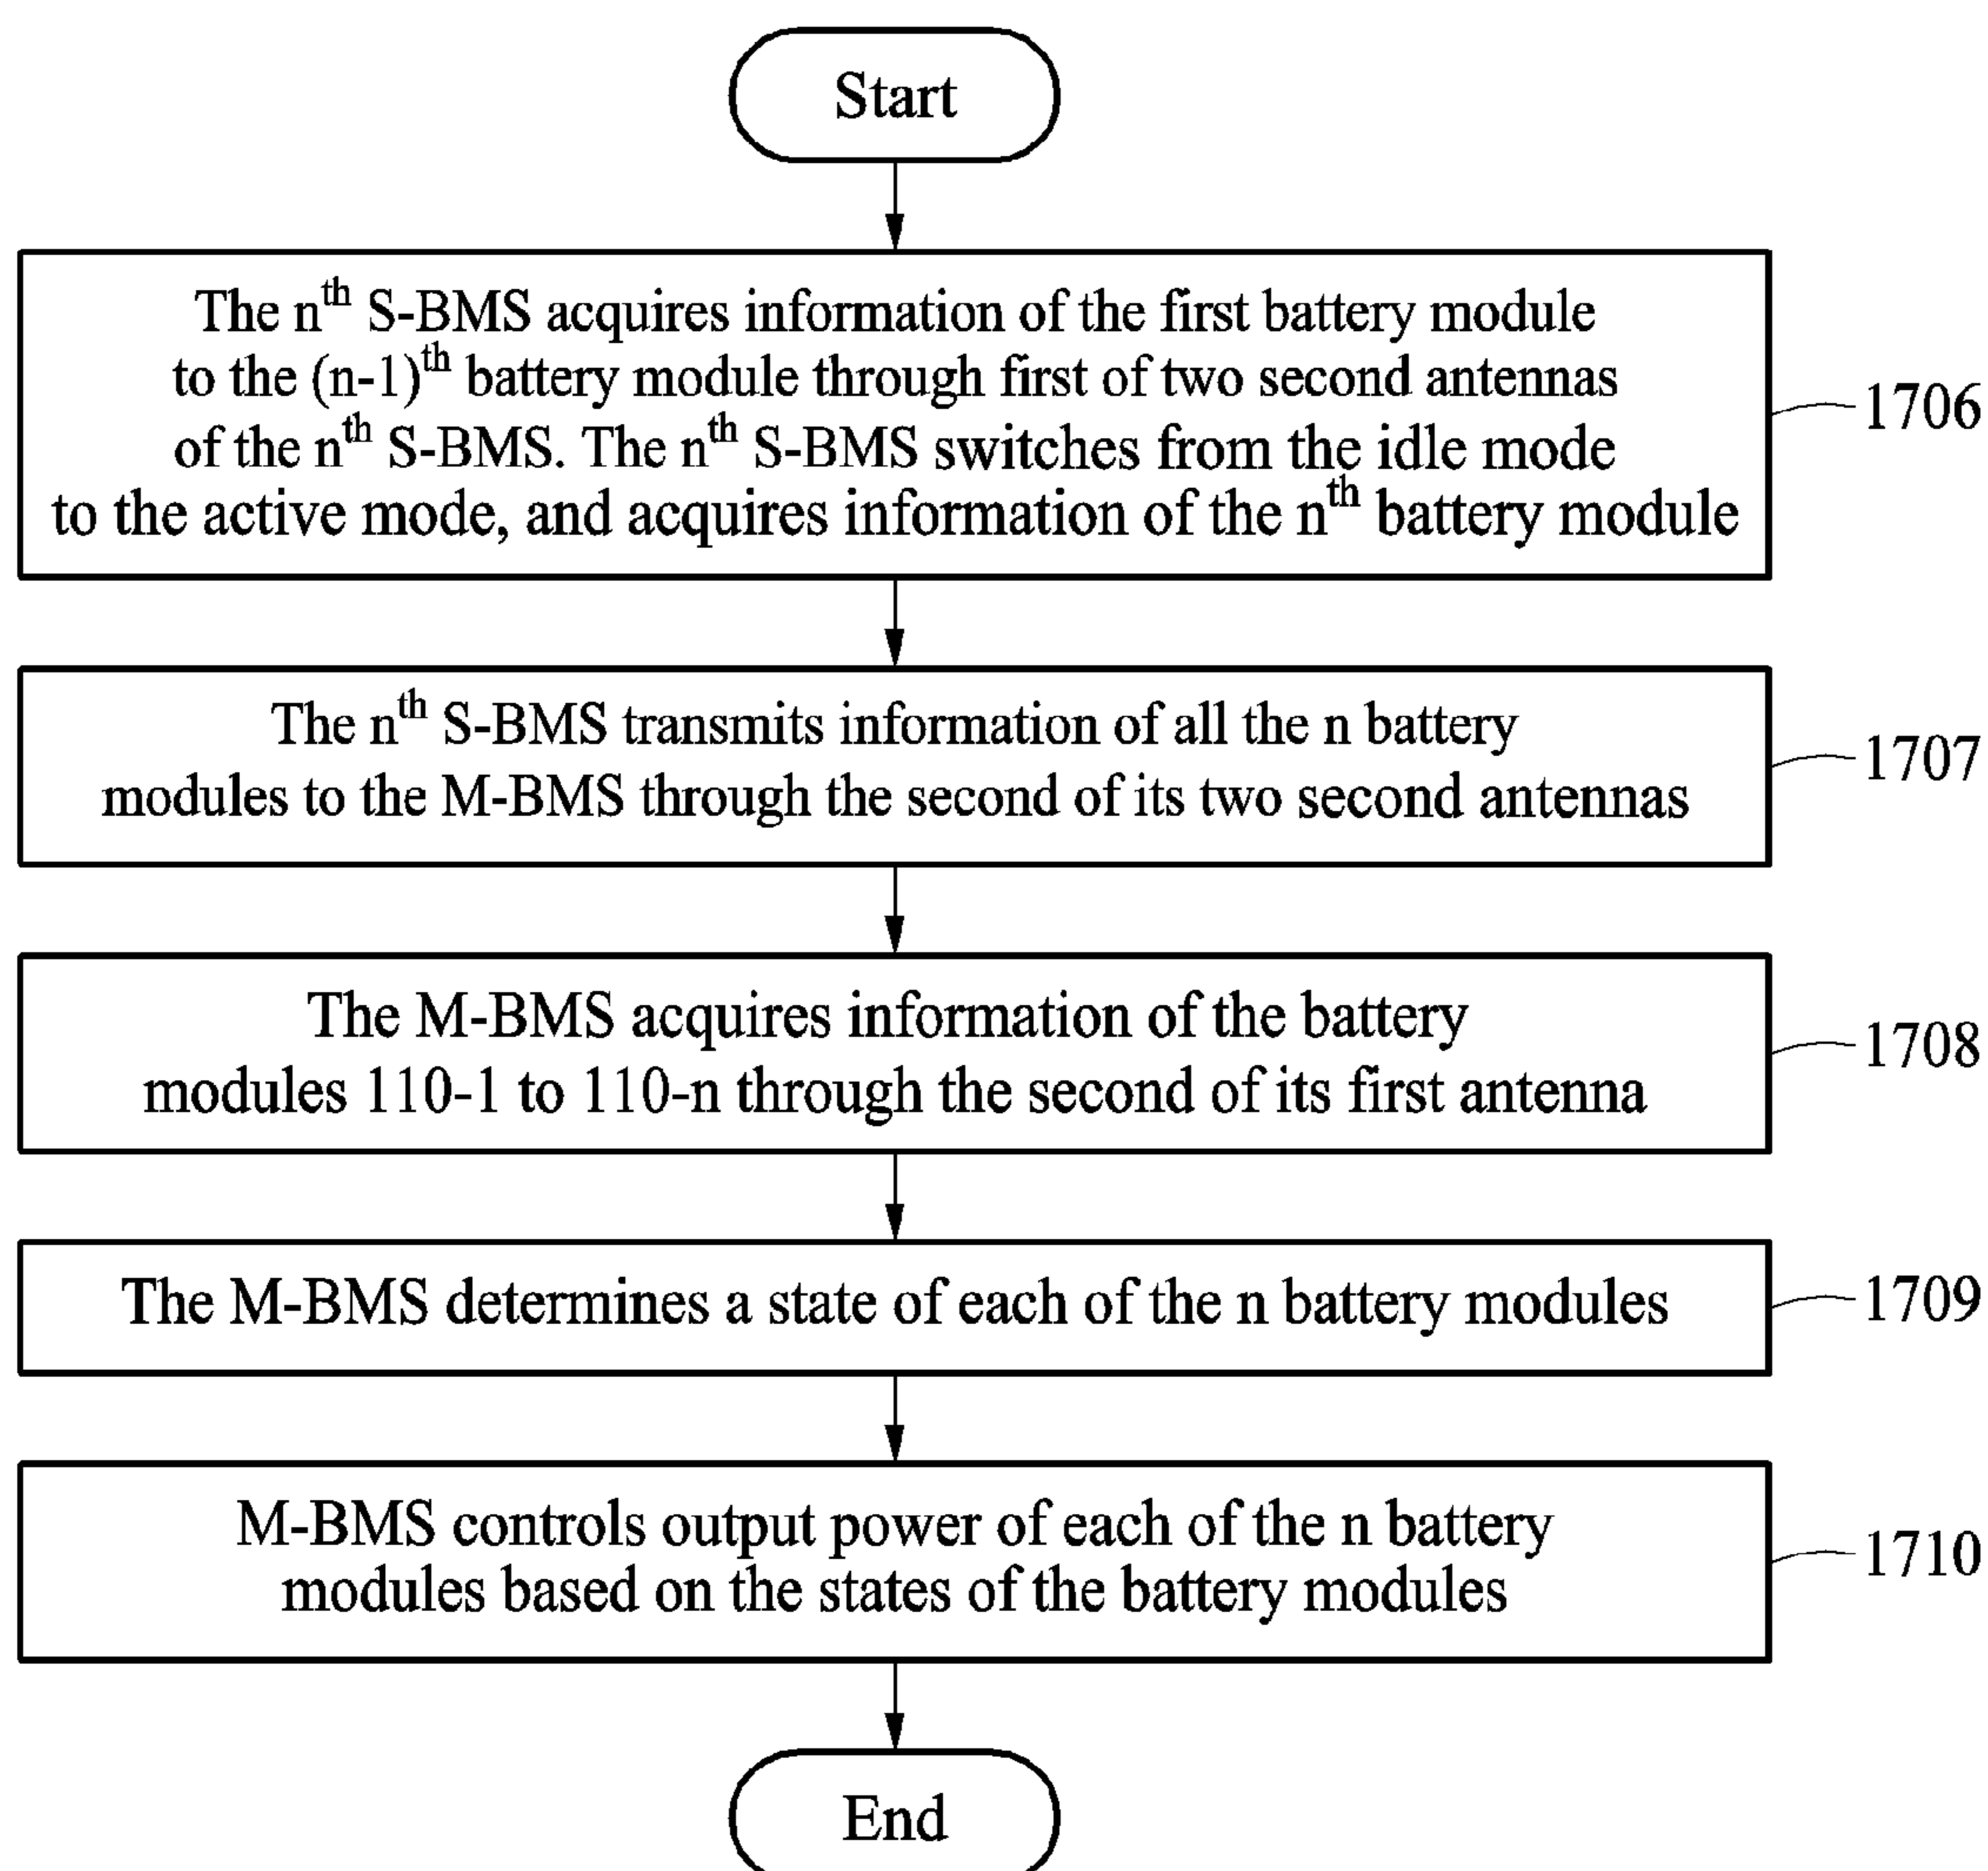 Start
The nth S-BMS acquires information of the first battery module
to the (n-1)th battery module through first of two second antennas
of the nth S-BMS. The nth S-BMS switches from the idle mode
to the active mode, and acquires information of the nth battery module
1706
The nth S-BMS transmits information of all the n battery
modules to the M-BMS through the second of its two second antennas
1707
The M-BMS acquires information of the battery
modules 110-1 to 110-n through the second of its first antenna
1708
The M-BMS determines a state of each of the n battery modules
1709
M-BMS controls output power of each of the n battery
modules based on the states of the battery modules
1710
End